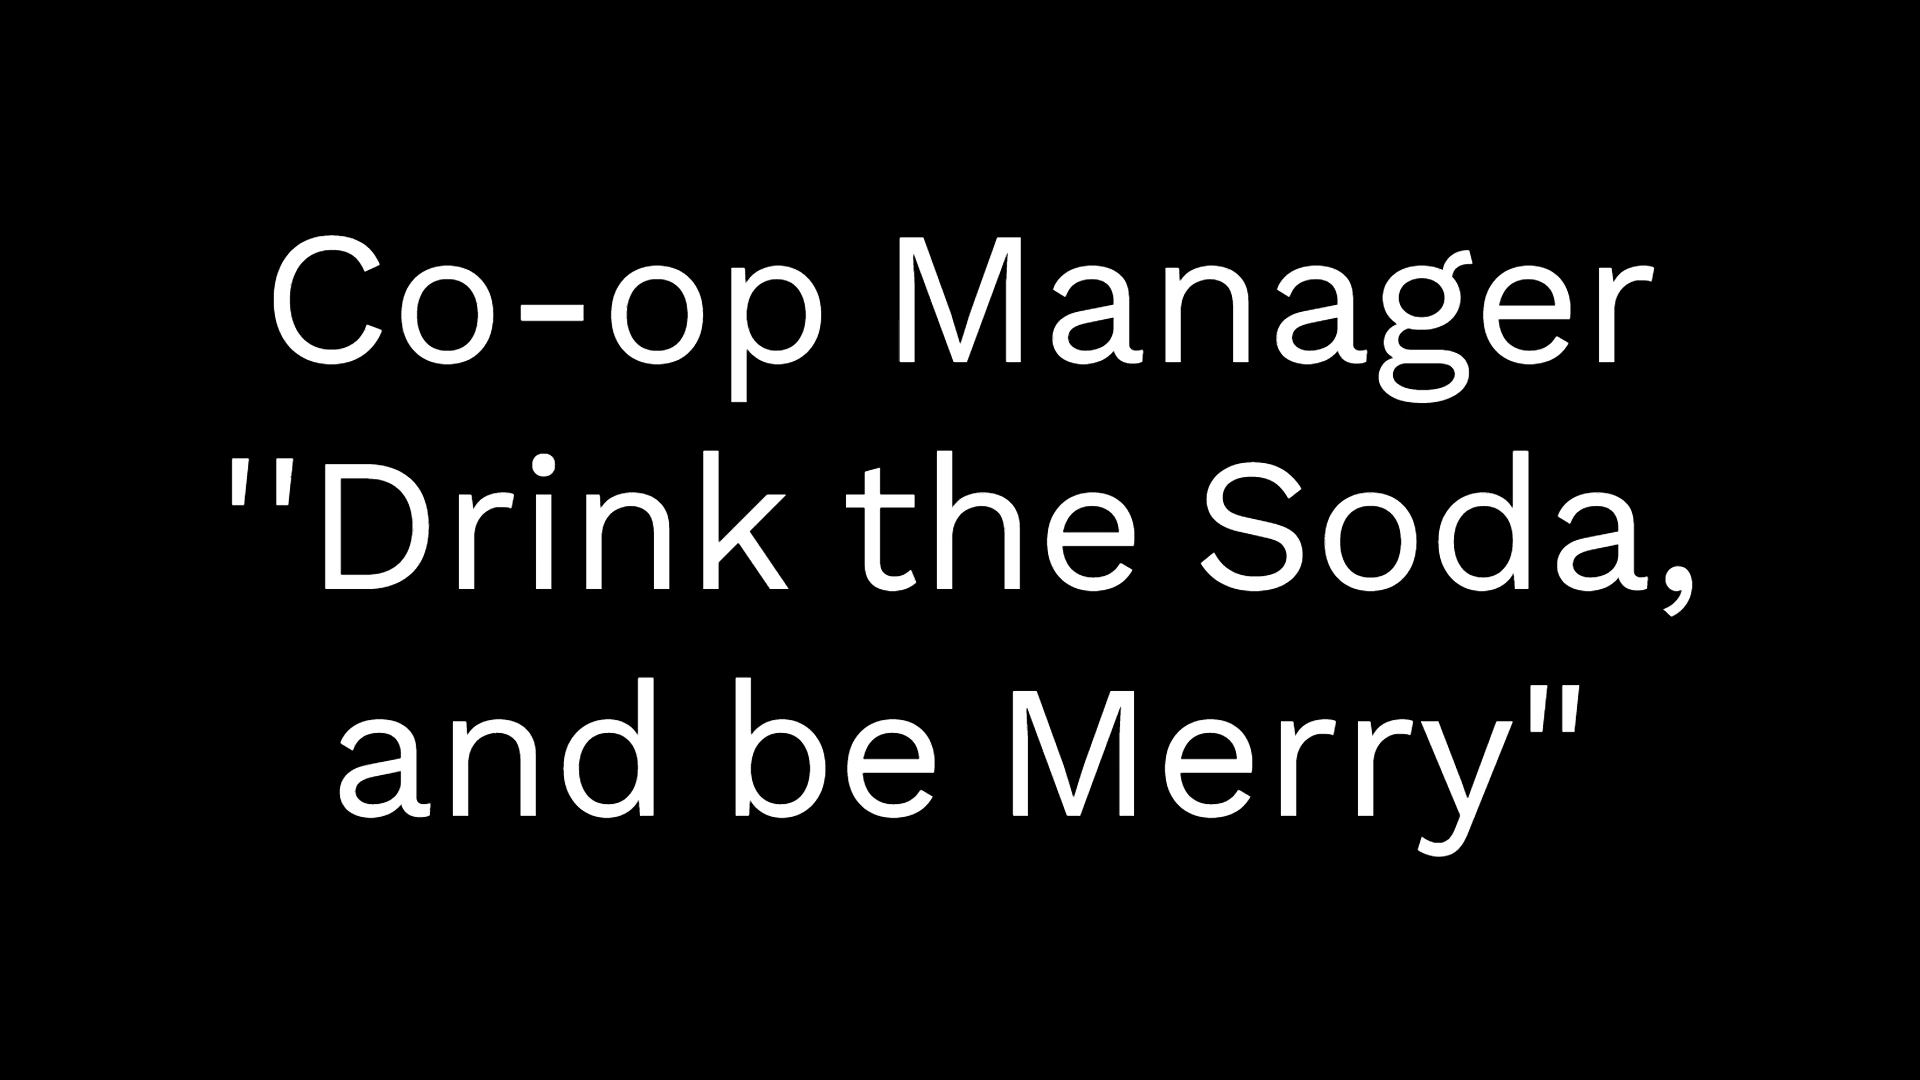 Co-op Manager
"Drink the Soda,
and be Merry"